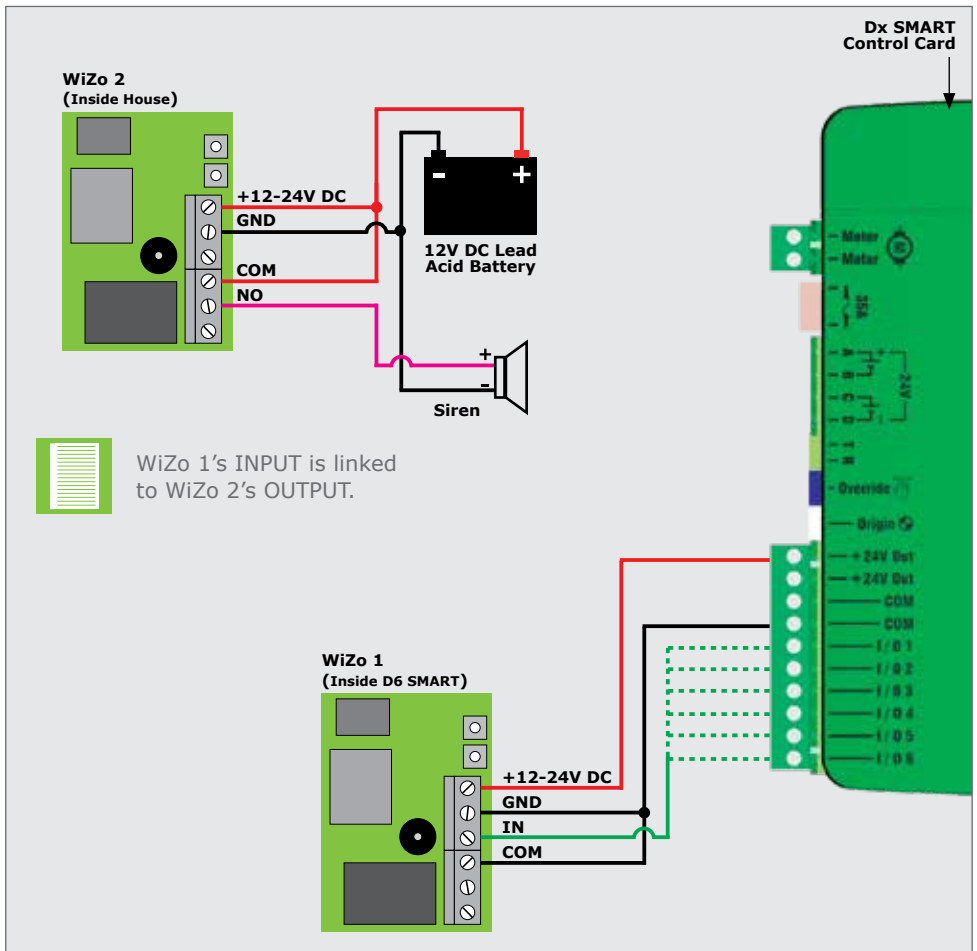 Dx SMART
Control Card
WiZo 2
(Inside House)
+12-24V DC
GND
COM
NO
- +
12V DC Lead
Acid Battery
+
-
Siren
WiZo 1's INPUT is linked
to WiZo 2's OUTPUT.
Motor
Motor
M
35A
A
B
C
D
+
24V
-
T
R
Override
Origin
+ 24V Out
+ 24V Out
COM
COM
I/O 1
I/O 2
I/O 3
I/O 4
I/O 5
I/O 6
WiZo 1
(Inside D6 SMART)
+12-24V DC
GND
IN
COM